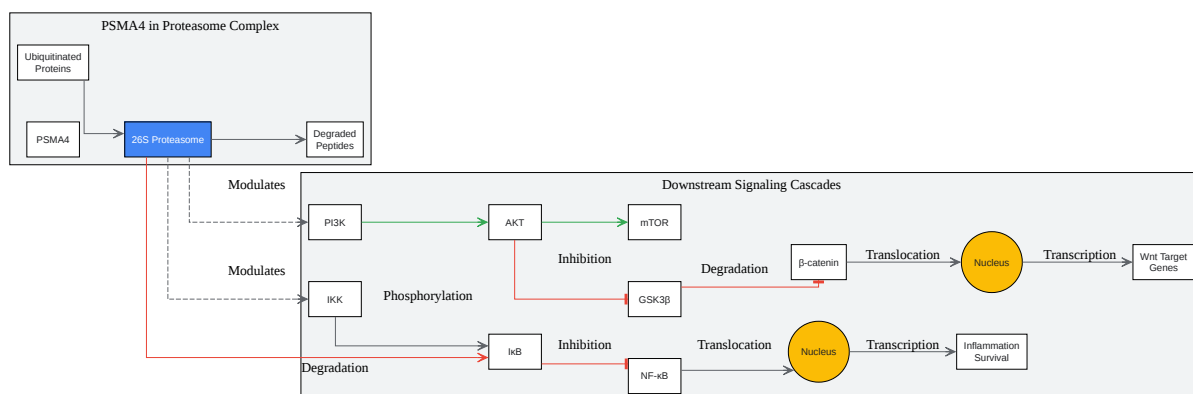 PSMA4 in Proteasome Complex
Ubiquitinated
Proteins
PSMA4
26S Proteasome
Degraded
Peptides
Modulates
Downstream Signaling Cascades
PI3K
AKT
mTOR
Inhibition
Degradation
β-catenin
Translocation
Nucleus
Transcription
Wnt Target
Genes
Modulates
IKK
Phosphorylation
GSK3β
IκB
Inhibition
Translocation
Nucleus
Transcription
Inflammation
Survival
Degradation
NF-κB